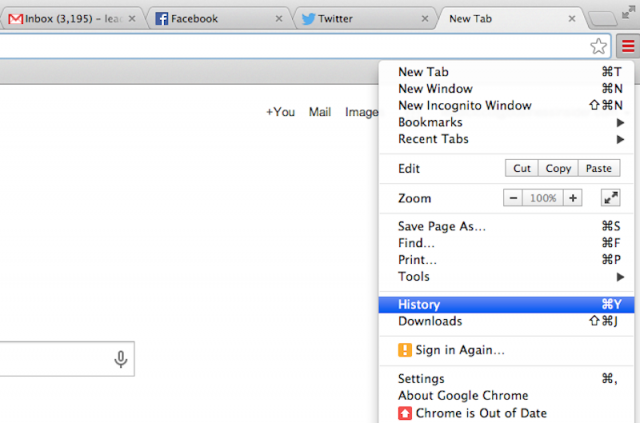 Inbox (3,195) – lea
Facebook
Twitter
New Tab
+You Mail Image
New Tab ⌘T
New Window ⌘N
New Incognito Window ⇧⌘N
Bookmarks ▶
Recent Tabs ▶
Edit Cut Copy Paste
Zoom − 100% +
Save Page As... ⌘S
Find... ⌘F
Print... ⌘P
Tools ▶
History ⌘Y
Downloads ⇧⌘J
Sign in Again...
Settings ⌘,
About Google Chrome
Chrome is Out of Date